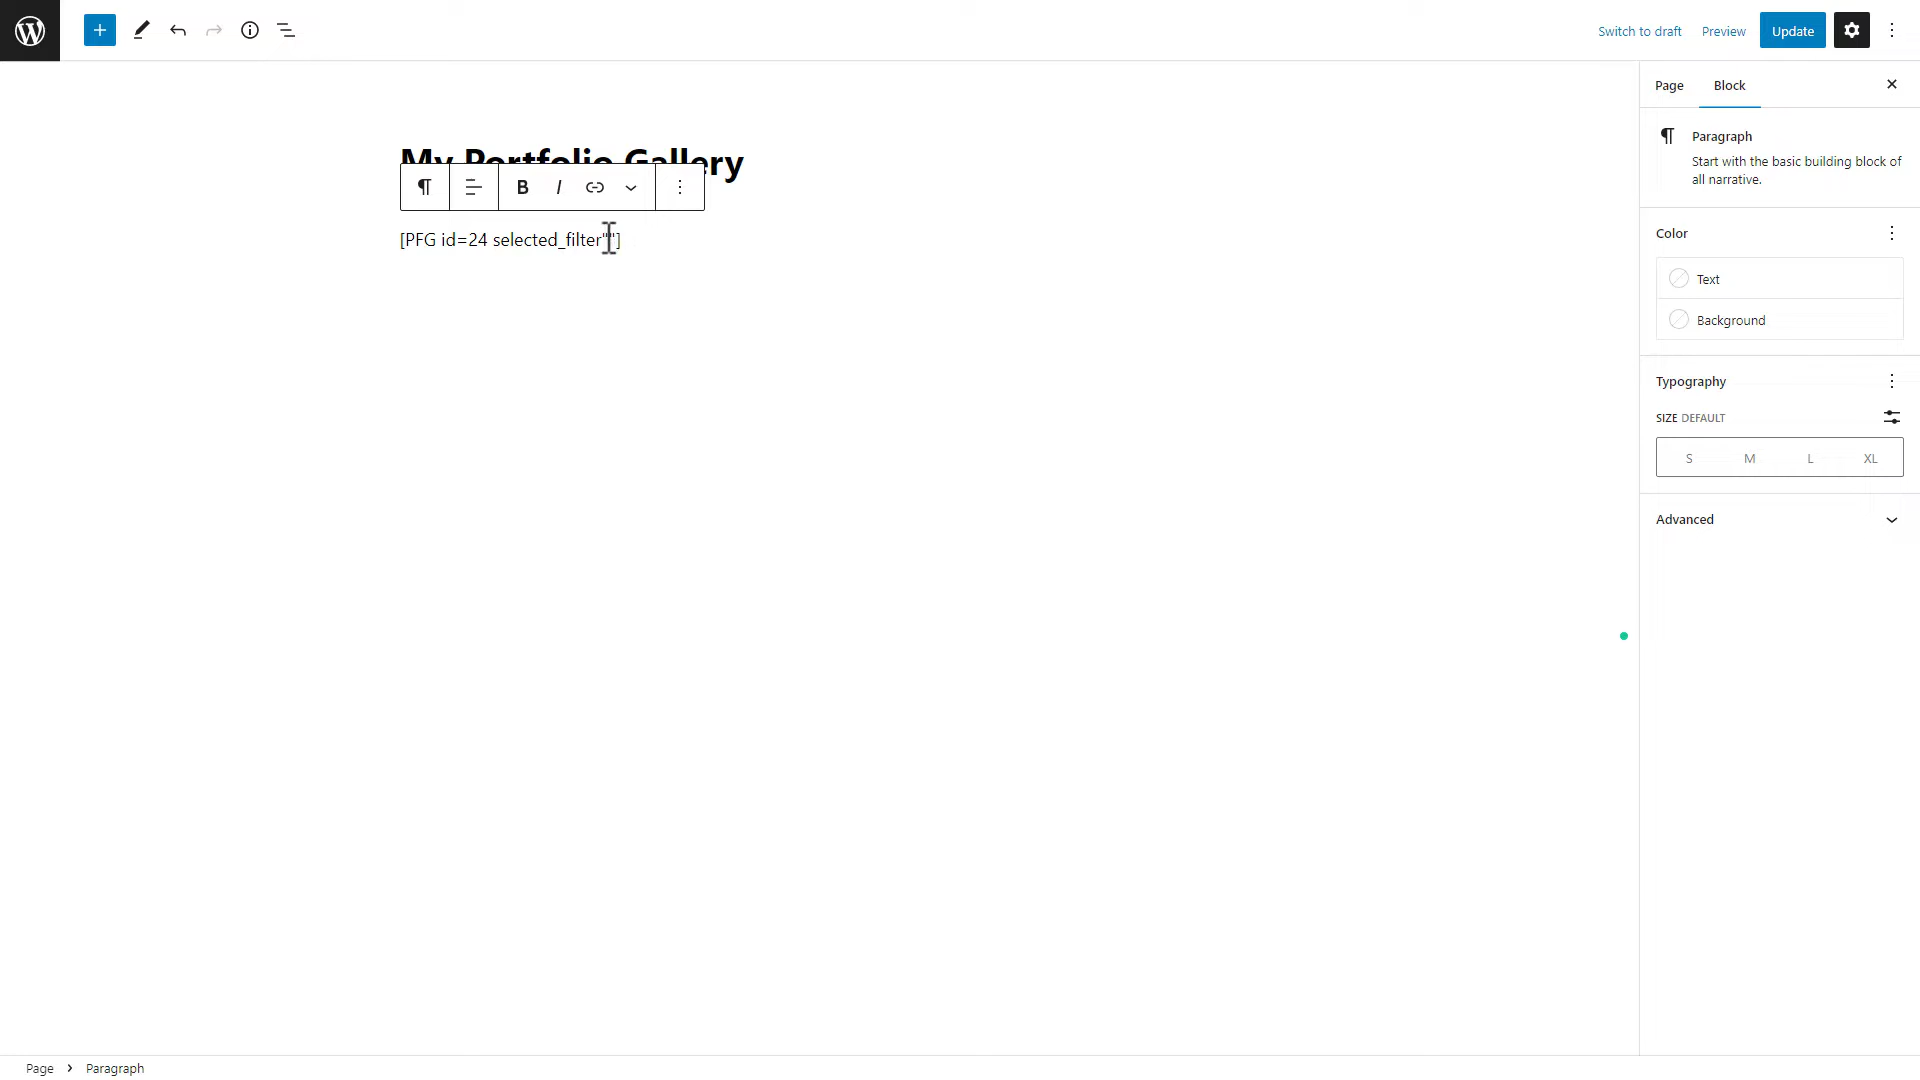 Switch to draft
Preview
Update
Page
Block
Paragraph
Start with the basic building block of
all narrative.
My Portfolio Gallery
B
I
[PFG id=24 selected_filter""]
Color
Text
Background
Typography
SIZE DEFAULT
S
M
L
XL
Advanced
Page
Paragraph